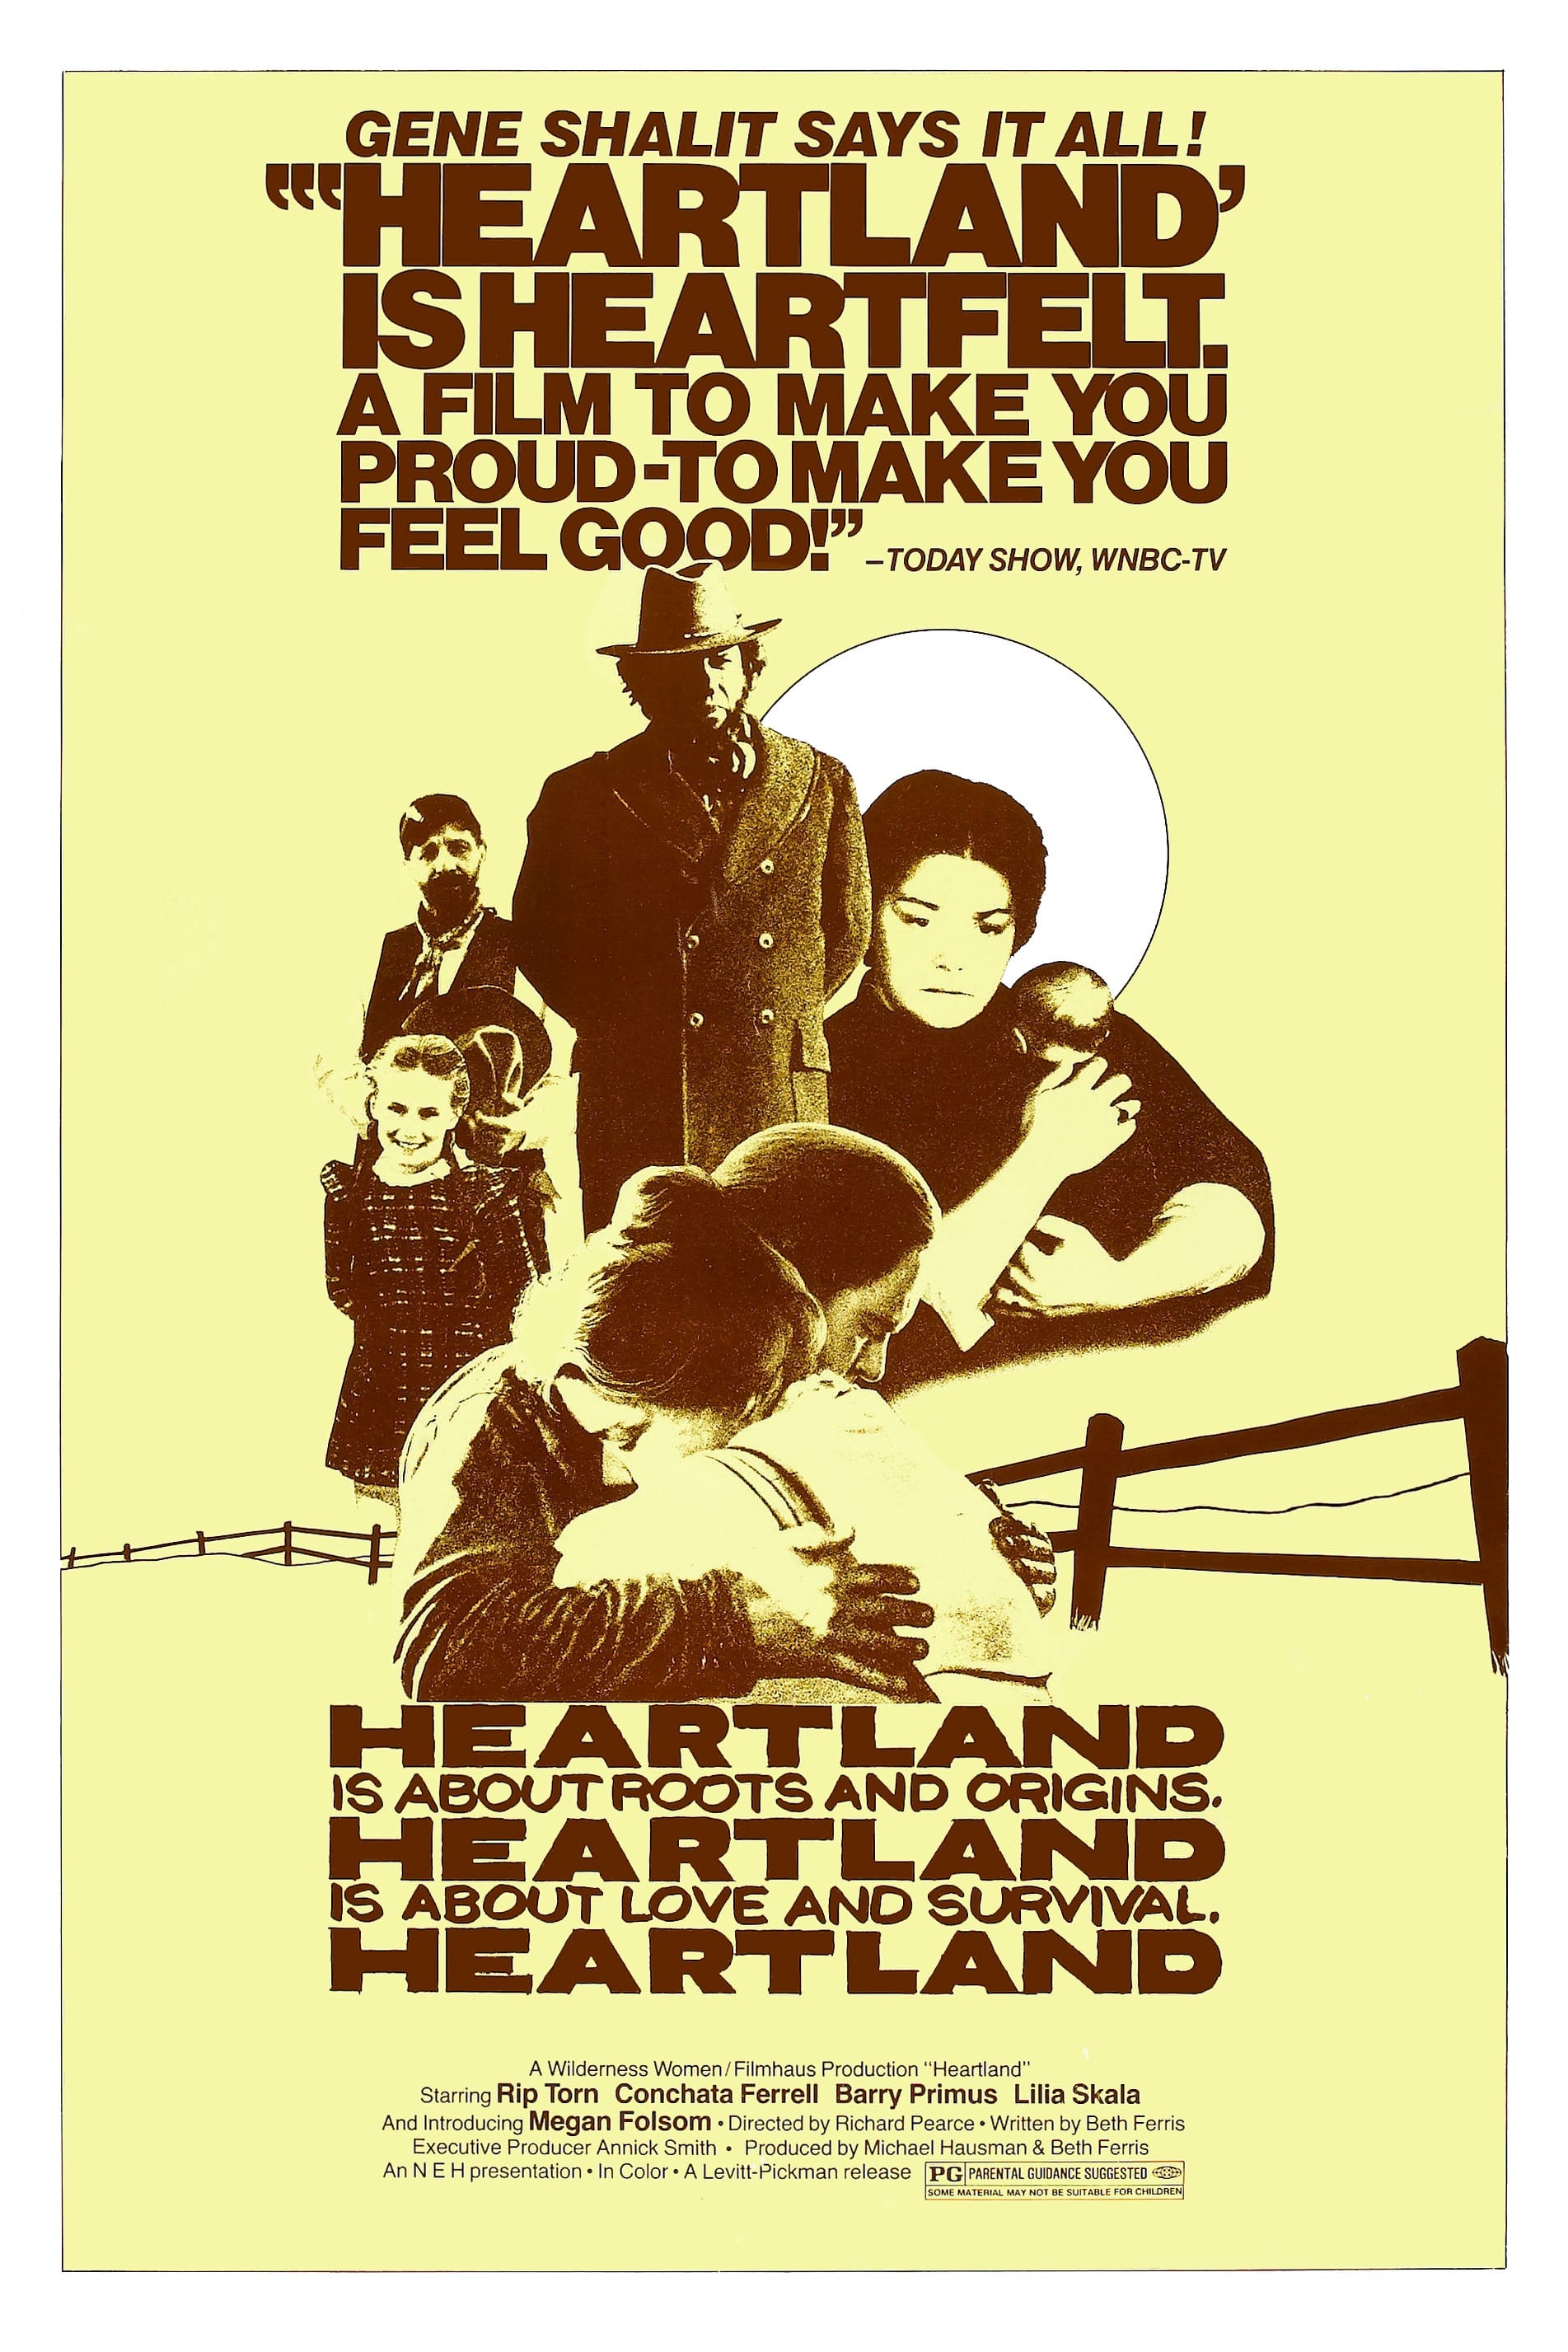 GENE SHALIT SAYS IT ALL!
"‘HEARTLAND’
IS HEARTFELT.
A FILM TO MAKE YOU
PROUD-TO MAKE YOU
FEEL GOOD!”
–TODAY SHOW, WNBC-TV
HEARTLAND
IS ABOUT ROOTS AND ORIGINS.
HEARTLAND
IS ABOUT LOVE AND SURVIVAL.
HEARTLAND
A Wilderness Women/Filmhaus Production "Heartland"
Starring Rip Torn Conchata Ferrell Barry Primus Lilia Skala
And Introducing Megan Folsom • Directed by Richard Pearce • Written by Beth Ferris
Executive Producer Annick Smith • Produced by Michael Hausman & Beth Ferris
An N E H presentation • In Color • A Levitt-Pickman release
PG PARENTAL GUIDANCE SUGGESTED
SOME MATERIAL MAY NOT BE SUITABLE FOR CHILDREN